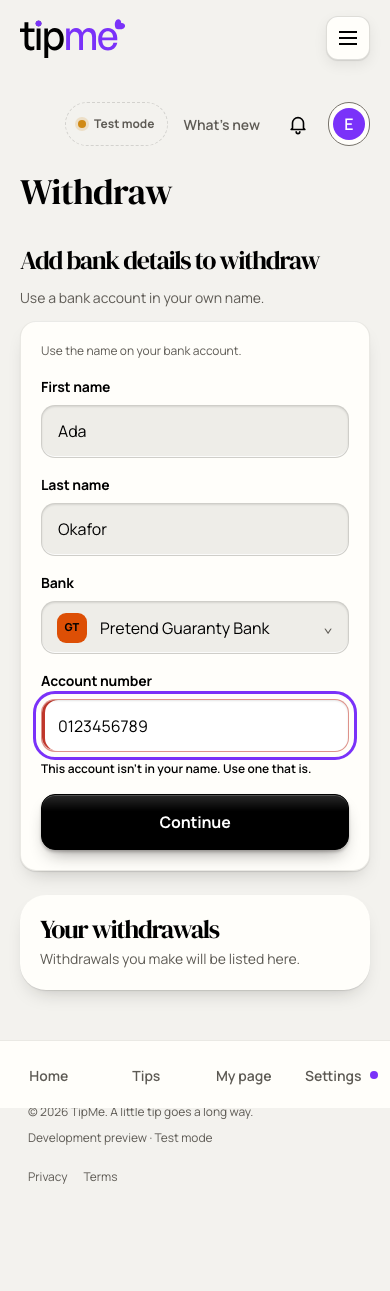 tipme
Test mode
What's new
E
Withdraw
Add bank details to withdraw
Use a bank account in your own name.
Use the name on your bank account.
First name
Ada
Last name
Okafor
Bank
GT
Pretend Guaranty Bank
Account number
0123456789
This account isn't in your name. Use one that is.
Continue
Your withdrawals
Withdrawals you make will be listed here.
Home
Tips
My page
Settings
© 2026 TipMe. A little tip goes a long way.
Development preview · Test mode
Privacy
Terms